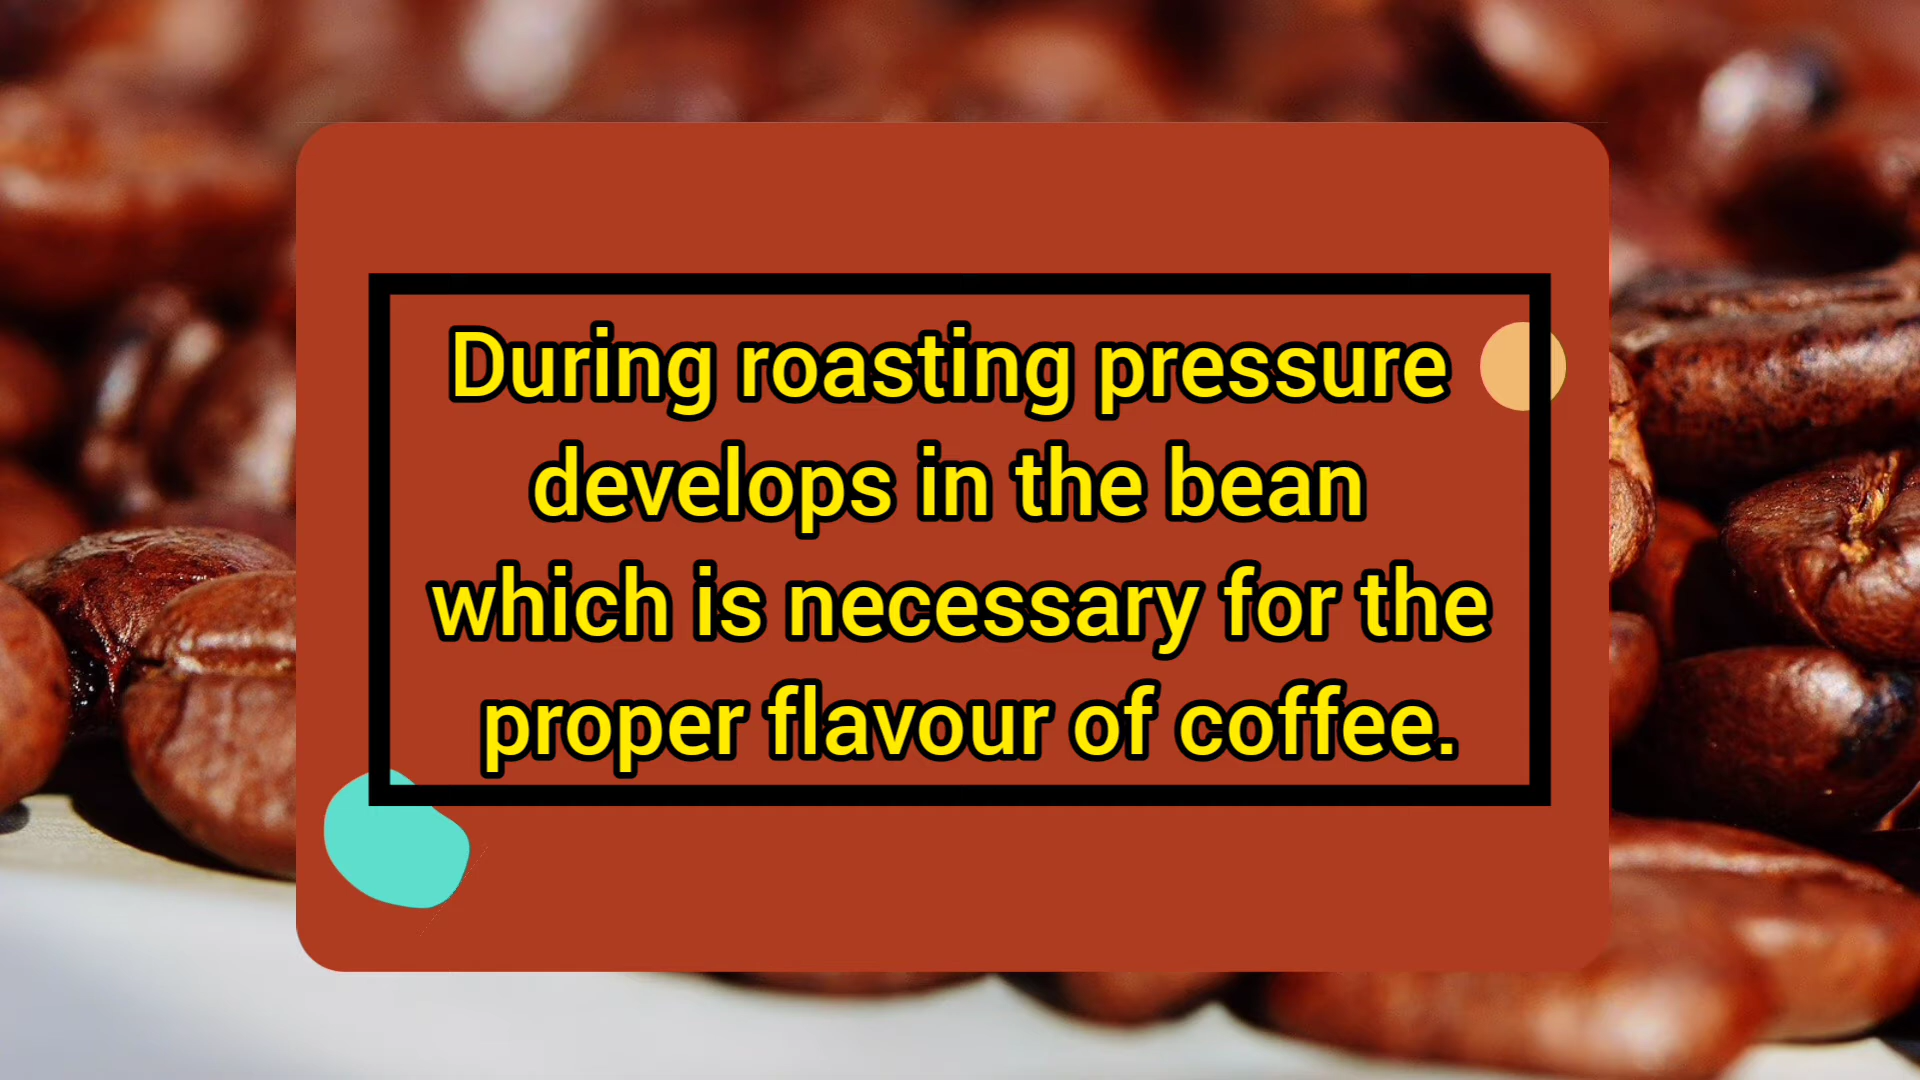 During roasting pressure
develops in the bean
which is necessary for the
proper flavour of coffee.